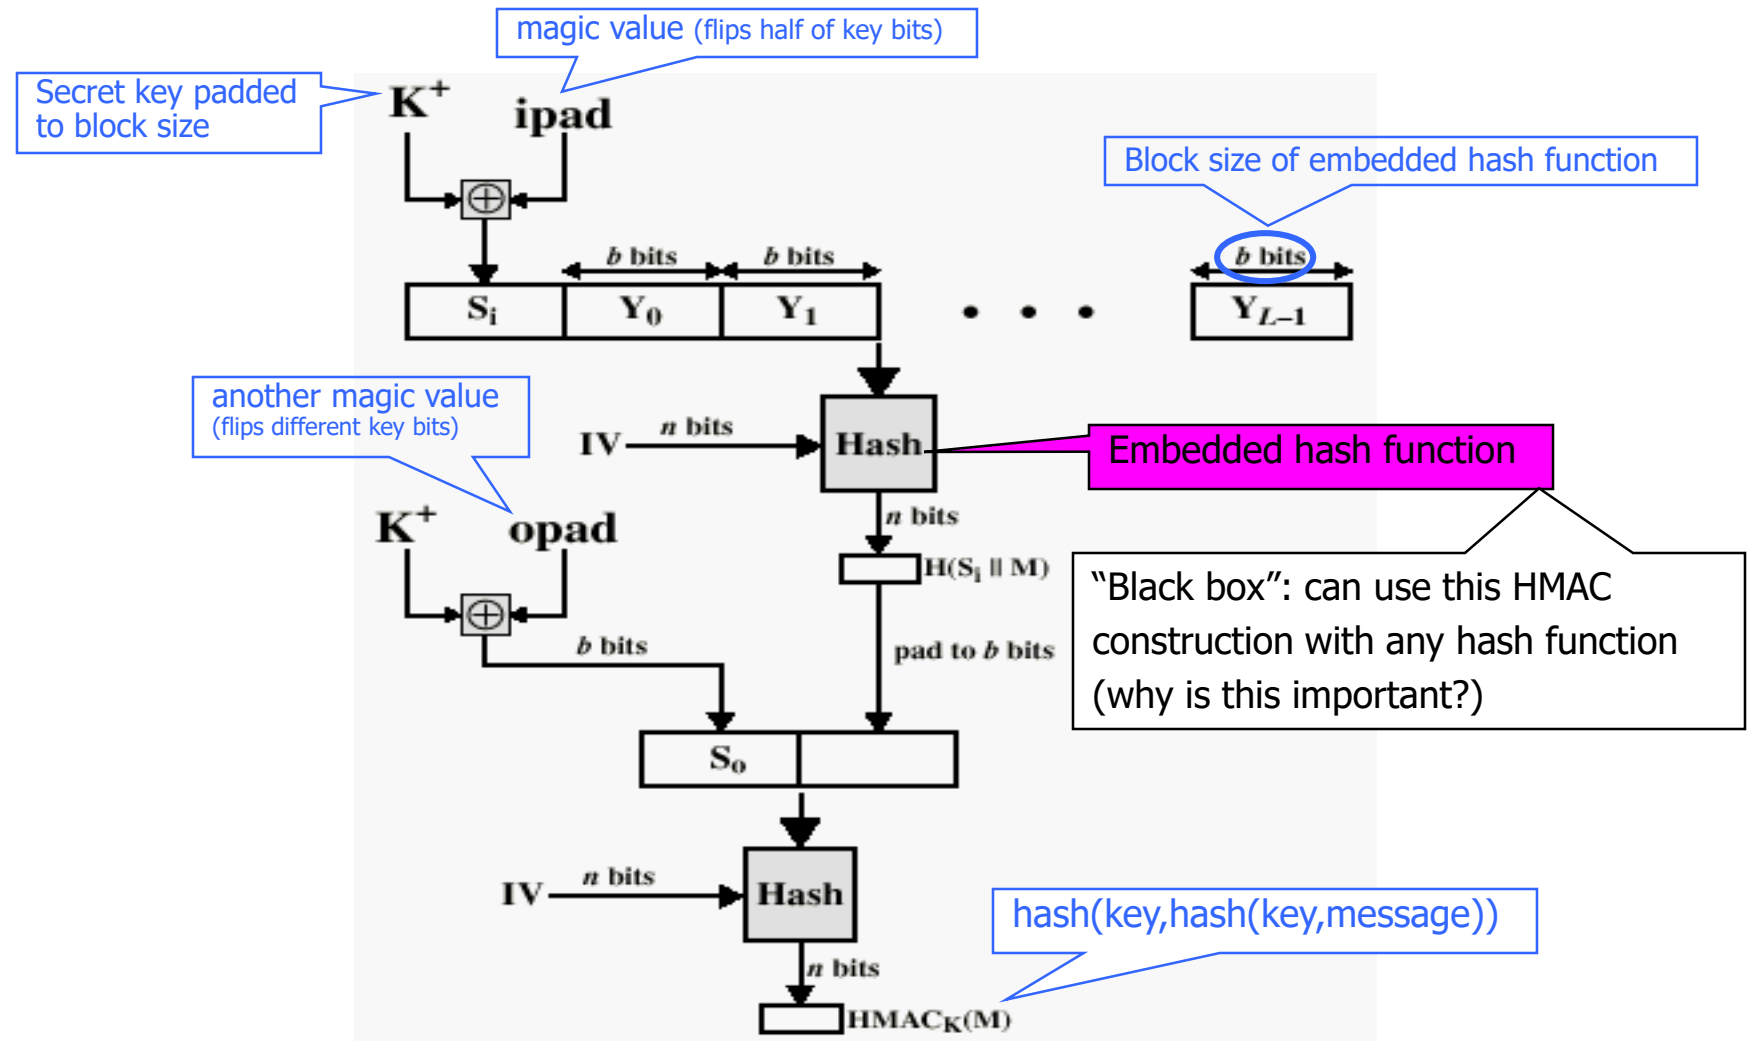 magic value (flips half of key bits)
Secret key padded
to block size
K+
ipad
Block size of embedded hash function
b bits
b bits
b bits
Si
Y0
Y1
• • •
YL–1
another magic value
(flips different key bits)
IV
n bits
Hash
Embedded hash function
n bits
K+
opad
H(Si || M)
“Black box”: can use this HMAC
construction with any hash function
(why is this important?)
b bits
pad to b bits
So
IV
n bits
Hash
hash(key,hash(key,message))
n bits
HMACK(M)